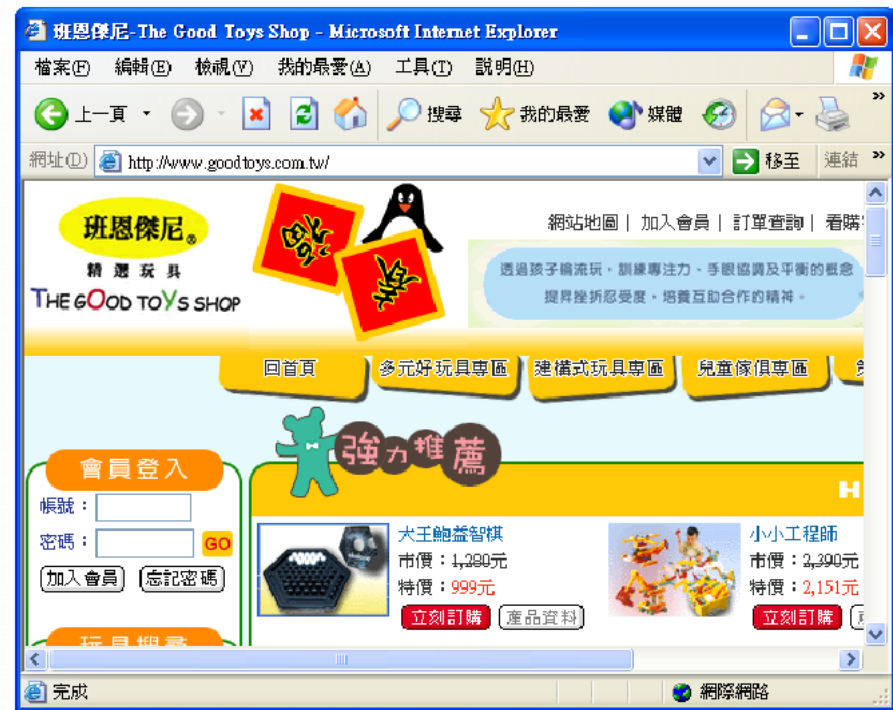 班恩傑尼-The Good Toys Shop - Microsoft Internet Explorer
檔案(F) 編輯(E) 檢視(V) 我的最愛(A) 工具(T) 說明(H)
上一頁 搜尋 我的最愛 媒體
網址(D) http://www.goodtoys.com.tw/ 移至 連結
網站地圖| 加入會員| 訂單查詢| 看購
班恩傑尼®
精選玩具
THE GOOD TOYS SHOP
透過孩子輪流玩，訓練專注力、手眼協調及平衡的概念
提昇挫折忍受度，培養互助合作的精神。
回首頁 多元好玩具專區 建構式玩具專區 兒童傢俱專區
強力推薦
會員登入
H
帳號：
密碼： GO
加入會員 忘記密碼
犬王鮑益智棋
市價：1,280元
特價：999元
立刻訂購 產品資料
小小工程師
市價：2,390元
特價：2,151元
立刻訂購
玩具搜尋
完成 網際網路